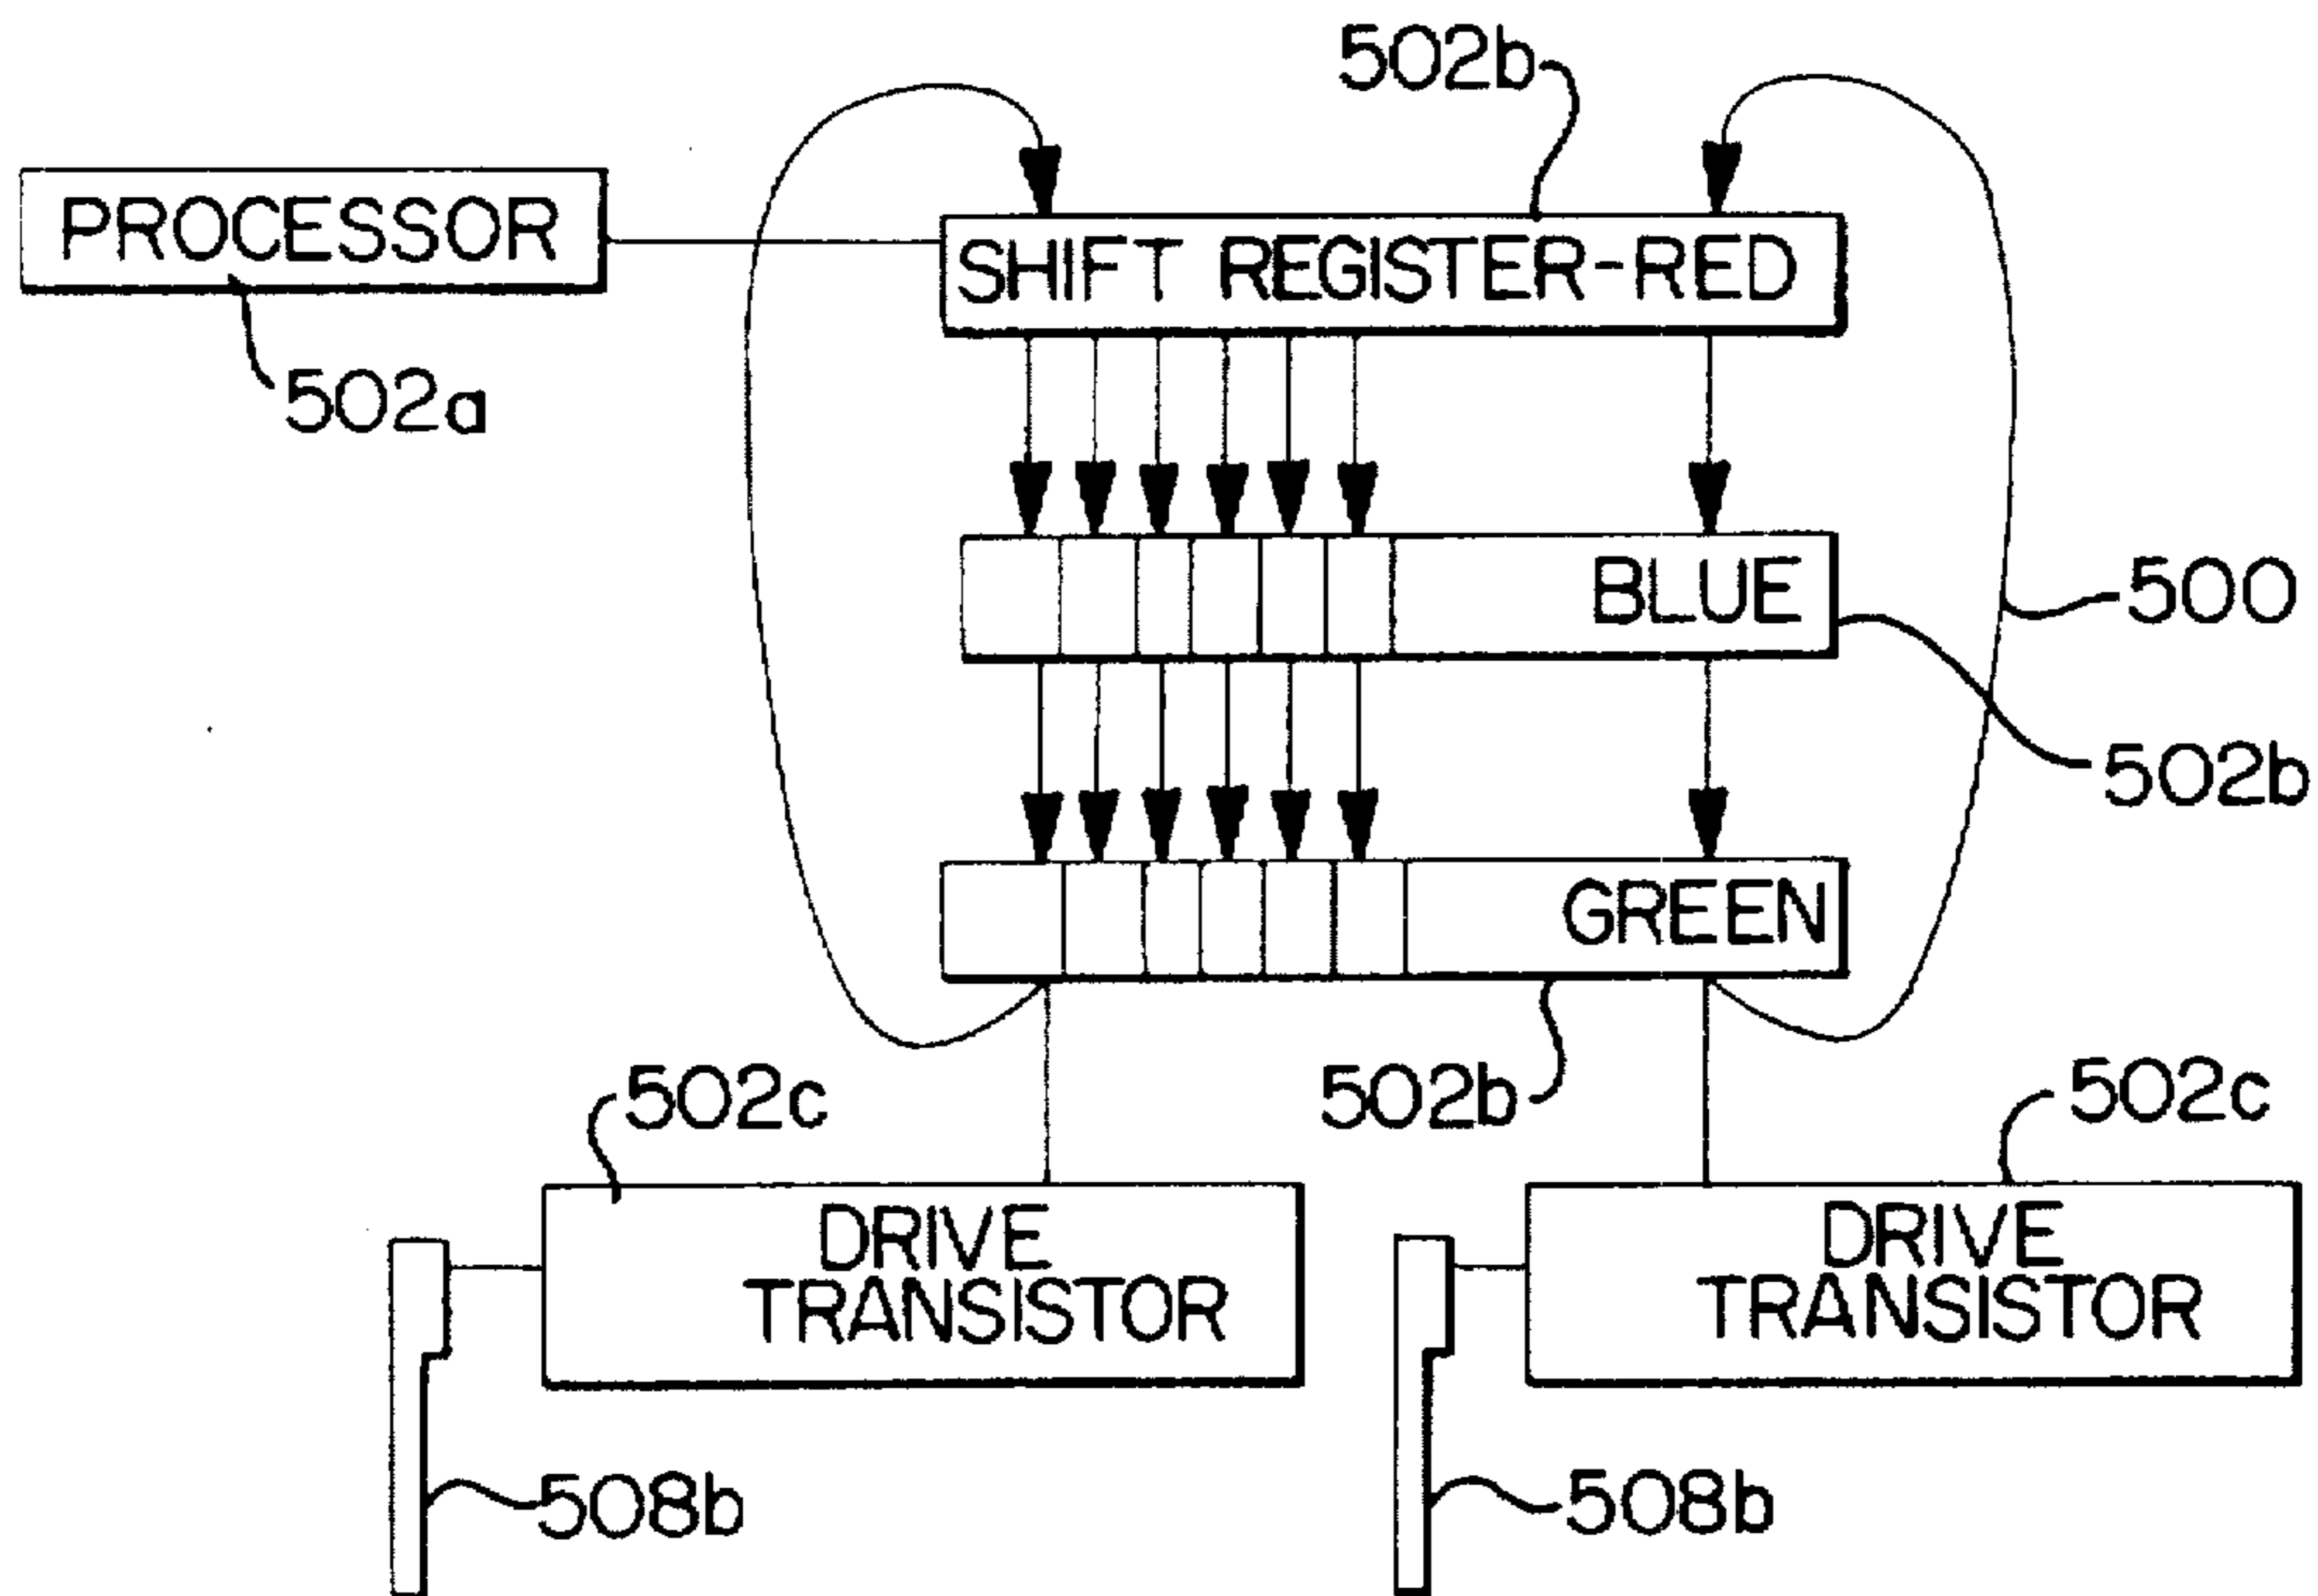 502b
PROCESSOR
SHIFT REGISTER-RED
502a
BLUE
500
502b
GREEN
502c
502b
502c
DRIVE
TRANSISTOR
DRIVE
TRANSISTOR
508b
508b